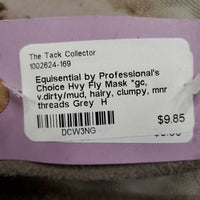 The Tack Collector
1002624-169
Equisential by Professional's
Choice Hvy Fly Mask *gc,
v.dirty/mud, hairy, clumpy, mnr
threads Grey H
$9.85
DCW3NG